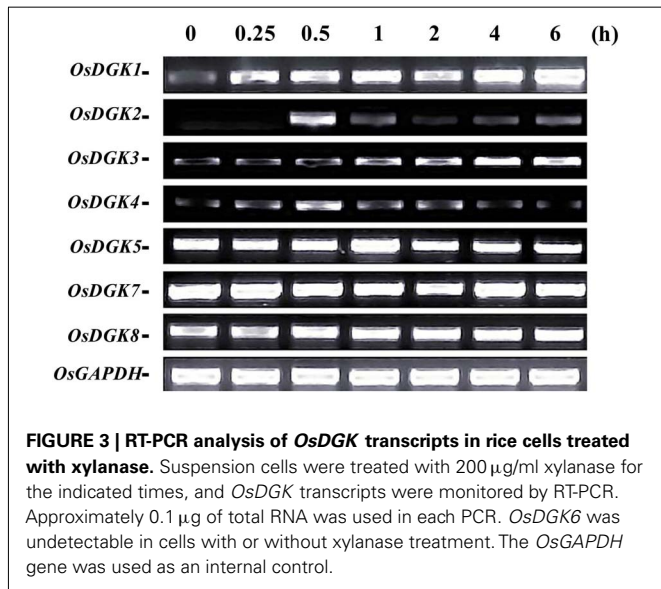 0 0.25 0.5 1 2 4 6 (h)
OsDGK1-
OsDGK2-
OsDGK3-
OsDGK4-
OsDGK5-
OsDGK7-
OsDGK8-
OsGAPDH-
FIGURE 3 | RT-PCR analysis of OsDGK transcripts in rice cells treated
with xylanase. Suspension cells were treated with 200 μg/ml xylanase for
the indicated times, and OsDGK transcripts were monitored by RT-PCR.
Approximately 0.1 μg of total RNA was used in each PCR. OsDGK6 was
undetectable in cells with or without xylanase treatment. The OsGAPDH
gene was used as an internal control.